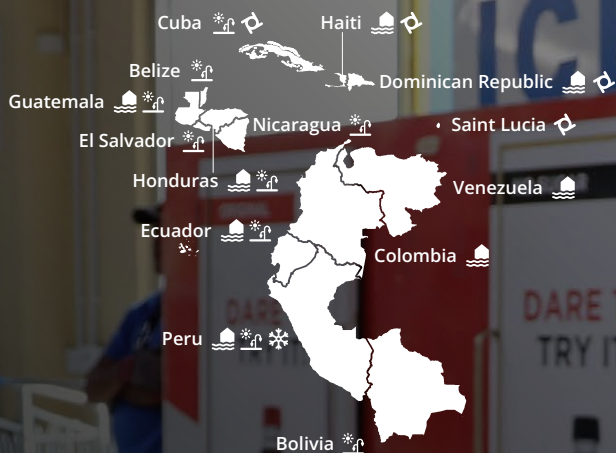 Cuba
Haiti
Belize
Dominican Republic
Guatemala
Nicaragua
Saint Lucia
El Salvador
Honduras
Venezuela
Ecuador
Colombia
DARE
TRY IT
DARE
TRY I
Peru
Bolivia